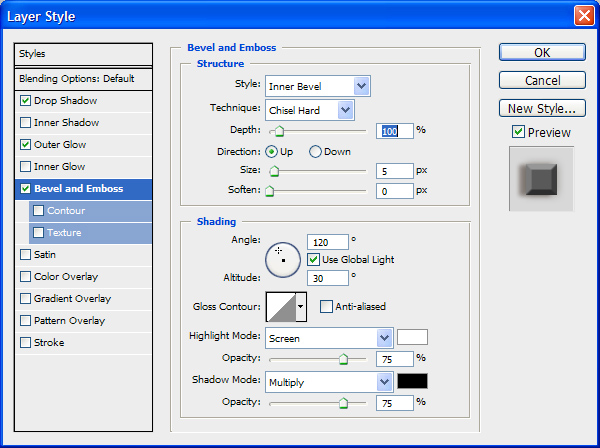 Layer Style
Styles
Blending Options: Default
Drop Shadow
Inner Shadow
Outer Glow
Inner Glow
Bevel and Emboss
Contour
Texture
Satin
Color Overlay
Gradient Overlay
Pattern Overlay
Stroke
Bevel and Emboss
Structure
Style: Inner Bevel
Technique: Chisel Hard
Depth: 100 %
Direction: Up Down
Size: 5 px
Soften: 0 px
Shading
Angle: 120 °
Use Global Light
Altitude: 30 °
Gloss Contour: Anti-aliased
Highlight Mode: Screen
Opacity: 75 %
Shadow Mode: Multiply
Opacity: 75 %
OK
Cancel
New Style...
Preview